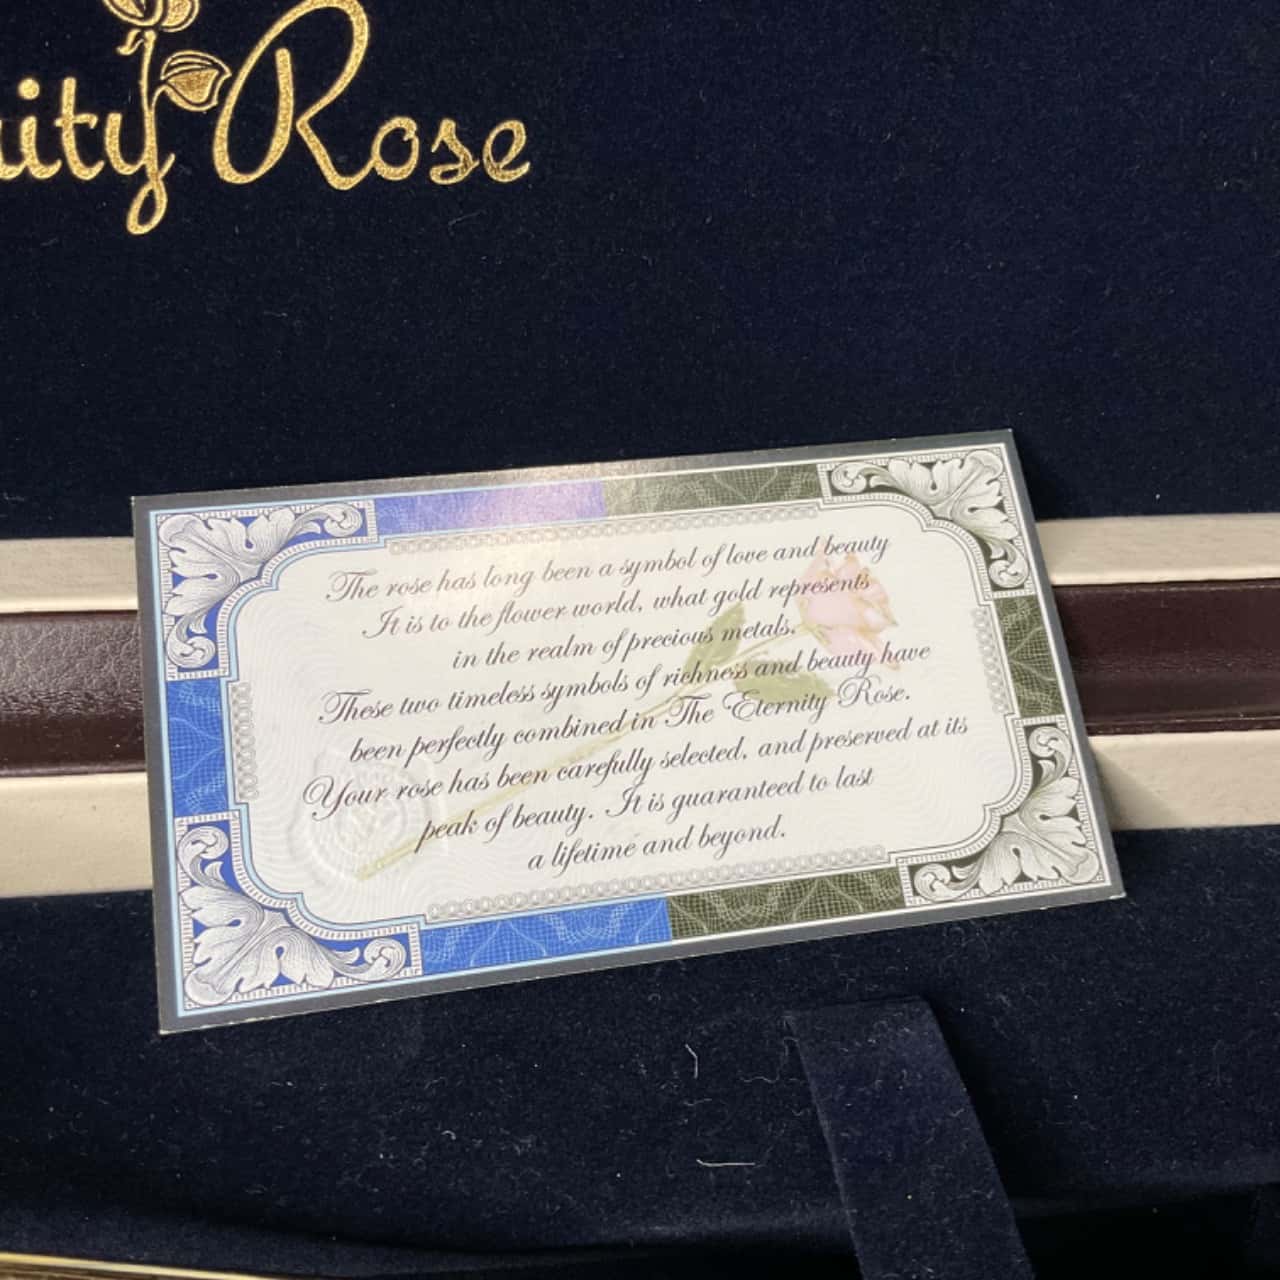 nity Rose
The rose has long been a symbol of love and beauty
It is to the flower world, what gold represents
in the realm of precious metals.
These two timeless symbols of richness and beauty have
been perfectly combined in The Eternity Rose.
Your rose has been carefully selected, and preserved at its
peak of beauty. It is guaranteed to last
a lifetime and beyond.